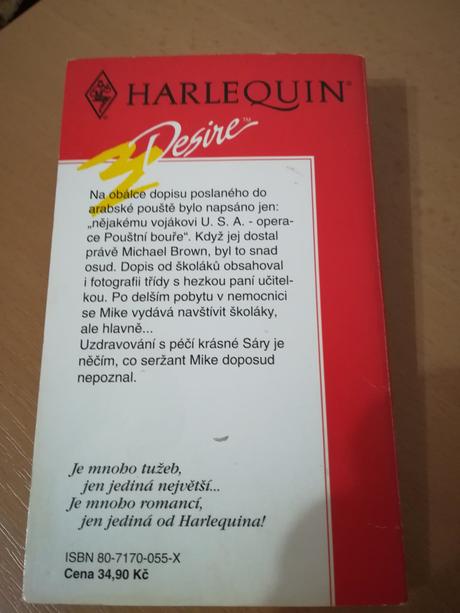 HARLEQUIN®
Desire™
Na obálce dopisu poslaného do
arabské pouště bylo napsáno jen:
„nějakému vojákovi U. S. A. - opera-
ce Pouštní bouře". Když jej dostal
právě Michael Brown, byl to snad
osud. Dopis od školáků obsahoval
i fotografii třídy s hezkou paní učitel-
kou. Po delším pobytu v nemocnici
se Mike vydává navštívit školáky,
ale hlavně...
Uzdravování s péčí krásné Sáry je
něčím, co seržant Mike doposud
nepoznal.
Je mnoho tužeb,
jen jediná největší...
Je mnoho romancí,
jen jediná od Harlequina!
ISBN 80-7170-055-X
Cena 34,90 Kč